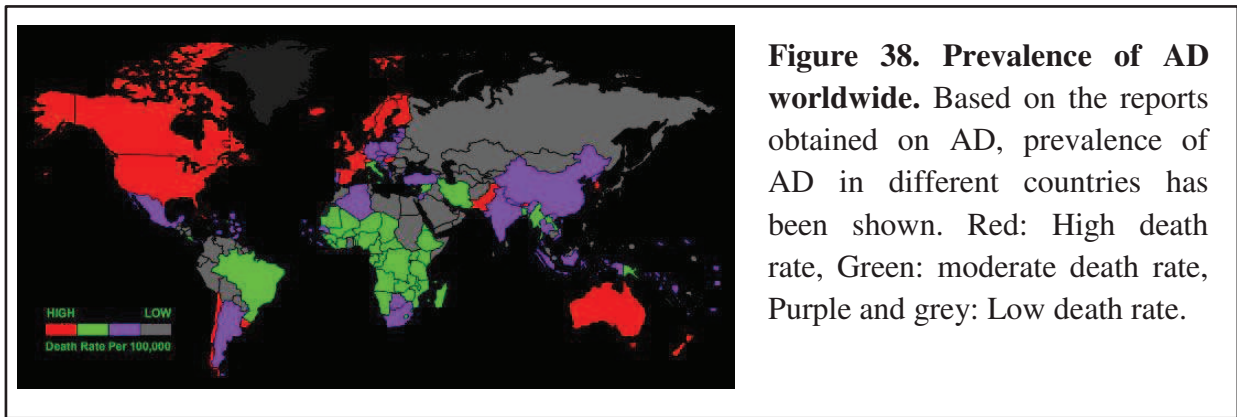 Figure 38. Prevalence of AD
worldwide. Based on the reports
obtained on AD, prevalence of
AD in different countries has
been shown. Red: High death
rate, Green: moderate death rate,
Purple and grey: Low death rate.
HIGH LOW
Death Rate Per 100,000